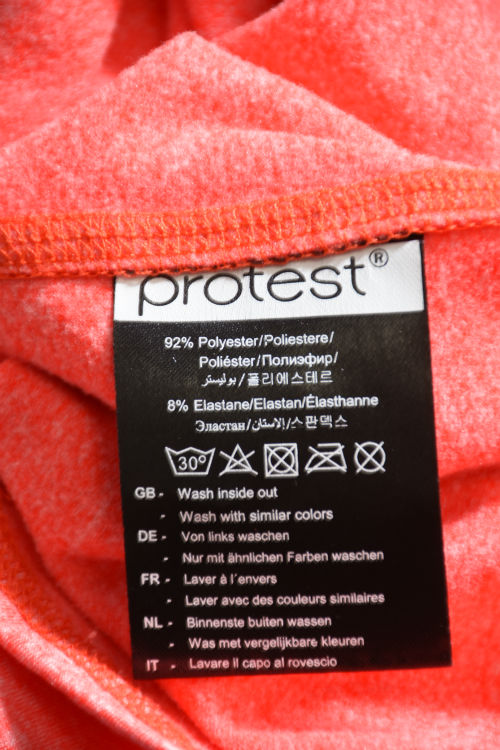 protest®
92% Polyester/Poliestere/
Poliéster/Полиэфир/
بوليستر/폴리에스테르
8% Elastane/Elastan/Élasthanne
Эластан/الاستان/스판덱스
30°
GB - Wash inside out
- Wash with similar colors
DE - Von links waschen
- Nur mit ähnlichen Farben waschen
FR - Laver à l´envers
- Laver avec des couleurs similaires
NL - Binnenste buiten wassen
- Was met vergelijkbare kleuren
IT - Lavare il capo al rovescio